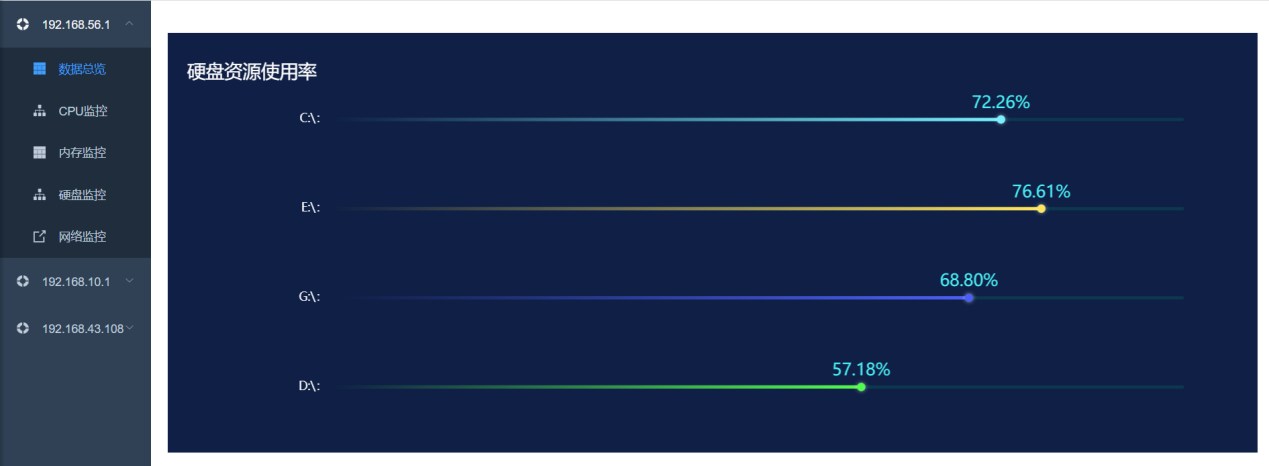 192.168.56.1
数据总览
CPU监控
内存监控
硬盘监控
网络监控
192.168.10.1
192.168.43.108
硬盘资源使用率
72.26%
C:\:
76.61%
E:\:
68.80%
G:\:
57.18%
D:\: